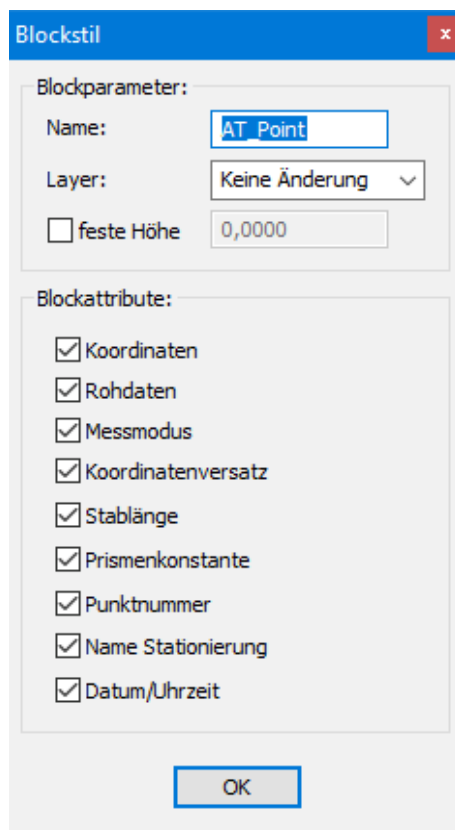 Blockstil
x
Blockparameter:
Name: AT_Point
Layer: Keine Änderung
feste Höhe 0,0000
Blockattribute:
Koordinaten
Rohdaten
Messmodus
Koordinatenversatz
Stablänge
Prismenkonstante
Punktnummer
Name Stationierung
Datum/Uhrzeit
OK